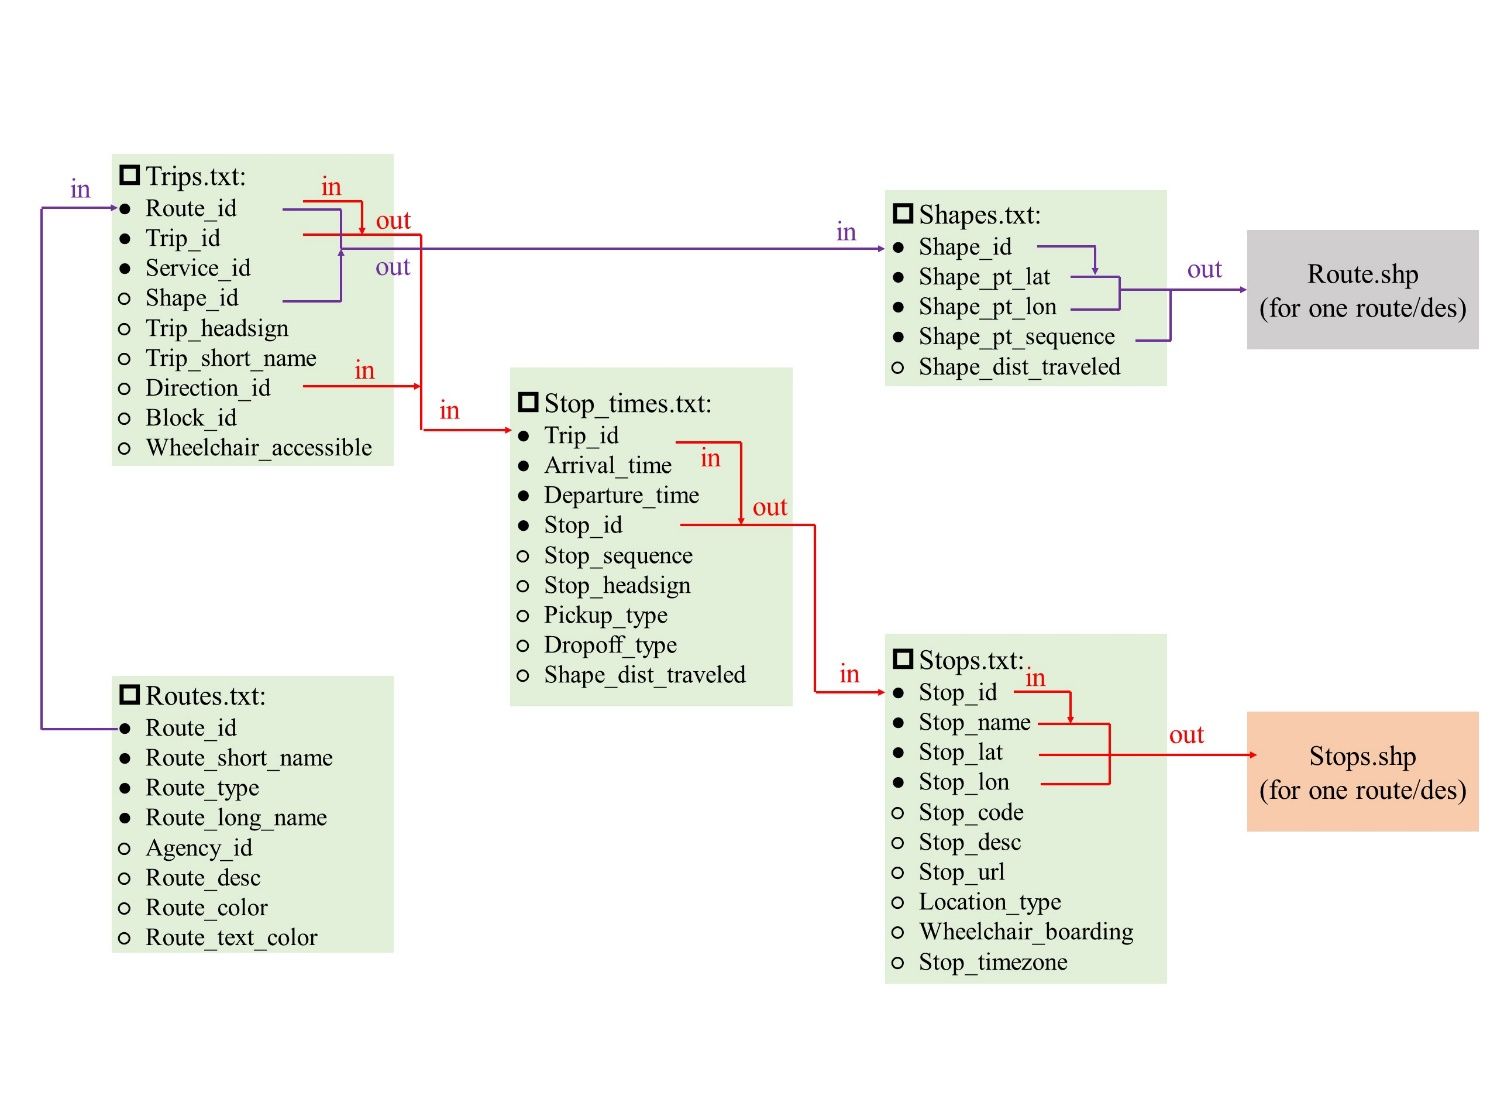 Trips.txt:
Route_id
Trip_id
Service_id
Shape_id
Trip_headsign
Trip_short_name
Direction_id
Block_id
Wheelchair_accessible
in
in
out
out
in
in
in
Shapes.txt:
Shape_id
Shape_pt_lat
Shape_pt_lon
Shape_pt_sequence
Shape_dist_traveled
out
Route.shp
(for one route/des)
Stop_times.txt:
Trip_id
Arrival_time
Departure_time
Stop_id
Stop_sequence
Stop_headsign
Pickup_type
Dropoff_type
Shape_dist_traveled
in
out
in
Routes.txt:
Route_id
Route_short_name
Route_type
Route_long_name
Agency_id
Route_desc
Route_color
Route_text_color
Stops.txt:
in
Stop_id
Stop_name
Stop_lat
Stop_lon
Stop_code
Stop_desc
Stop_url
Location_type
Wheelchair_boarding
Stop_timezone
out
Stops.shp
(for one route/des)